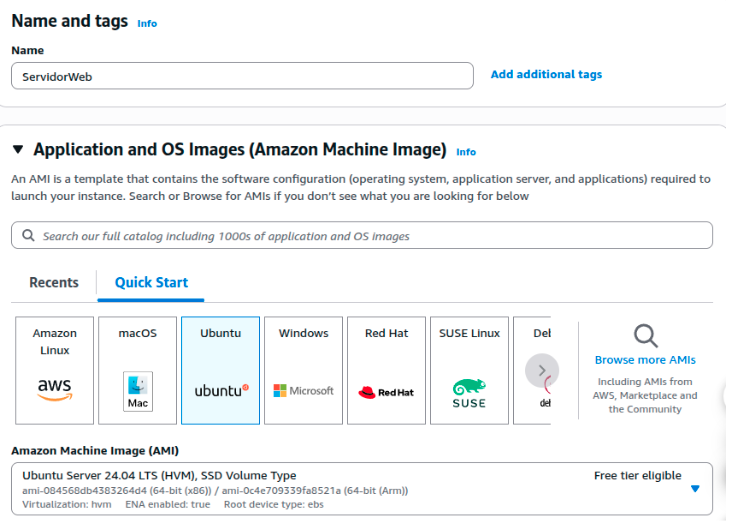 Name and tags Info
Name
ServidorWeb
Add additional tags
Application and OS Images (Amazon Machine Image) Info
An AMI is a template that contains the software configuration (operating system, application server, and applications) required to
launch your instance. Search or Browse for AMIs if you don't see what you are looking for below
Search our full catalog including 1000s of application and OS images
Recents
Quick Start
Amazon
Linux
aws
macOS
Mac
Ubuntu
ubuntu
Windows
Microsoft
Red Hat
Red Hat
SUSE Linux
SUSE
Browse more AMIs
Including AMIs from
AWS, Marketplace and
the Community
Amazon Machine Image (AMI)
Ubuntu Server 24.04 LTS (HVM), SSD Volume Type
Free tier eligible
ami-084568db4383264d4 (64-bit (x86)) / ami-0c4e709339fa8521a (64-bit (Arm))
Virtualization: hvm ENA enabled: true Root device type: ebs